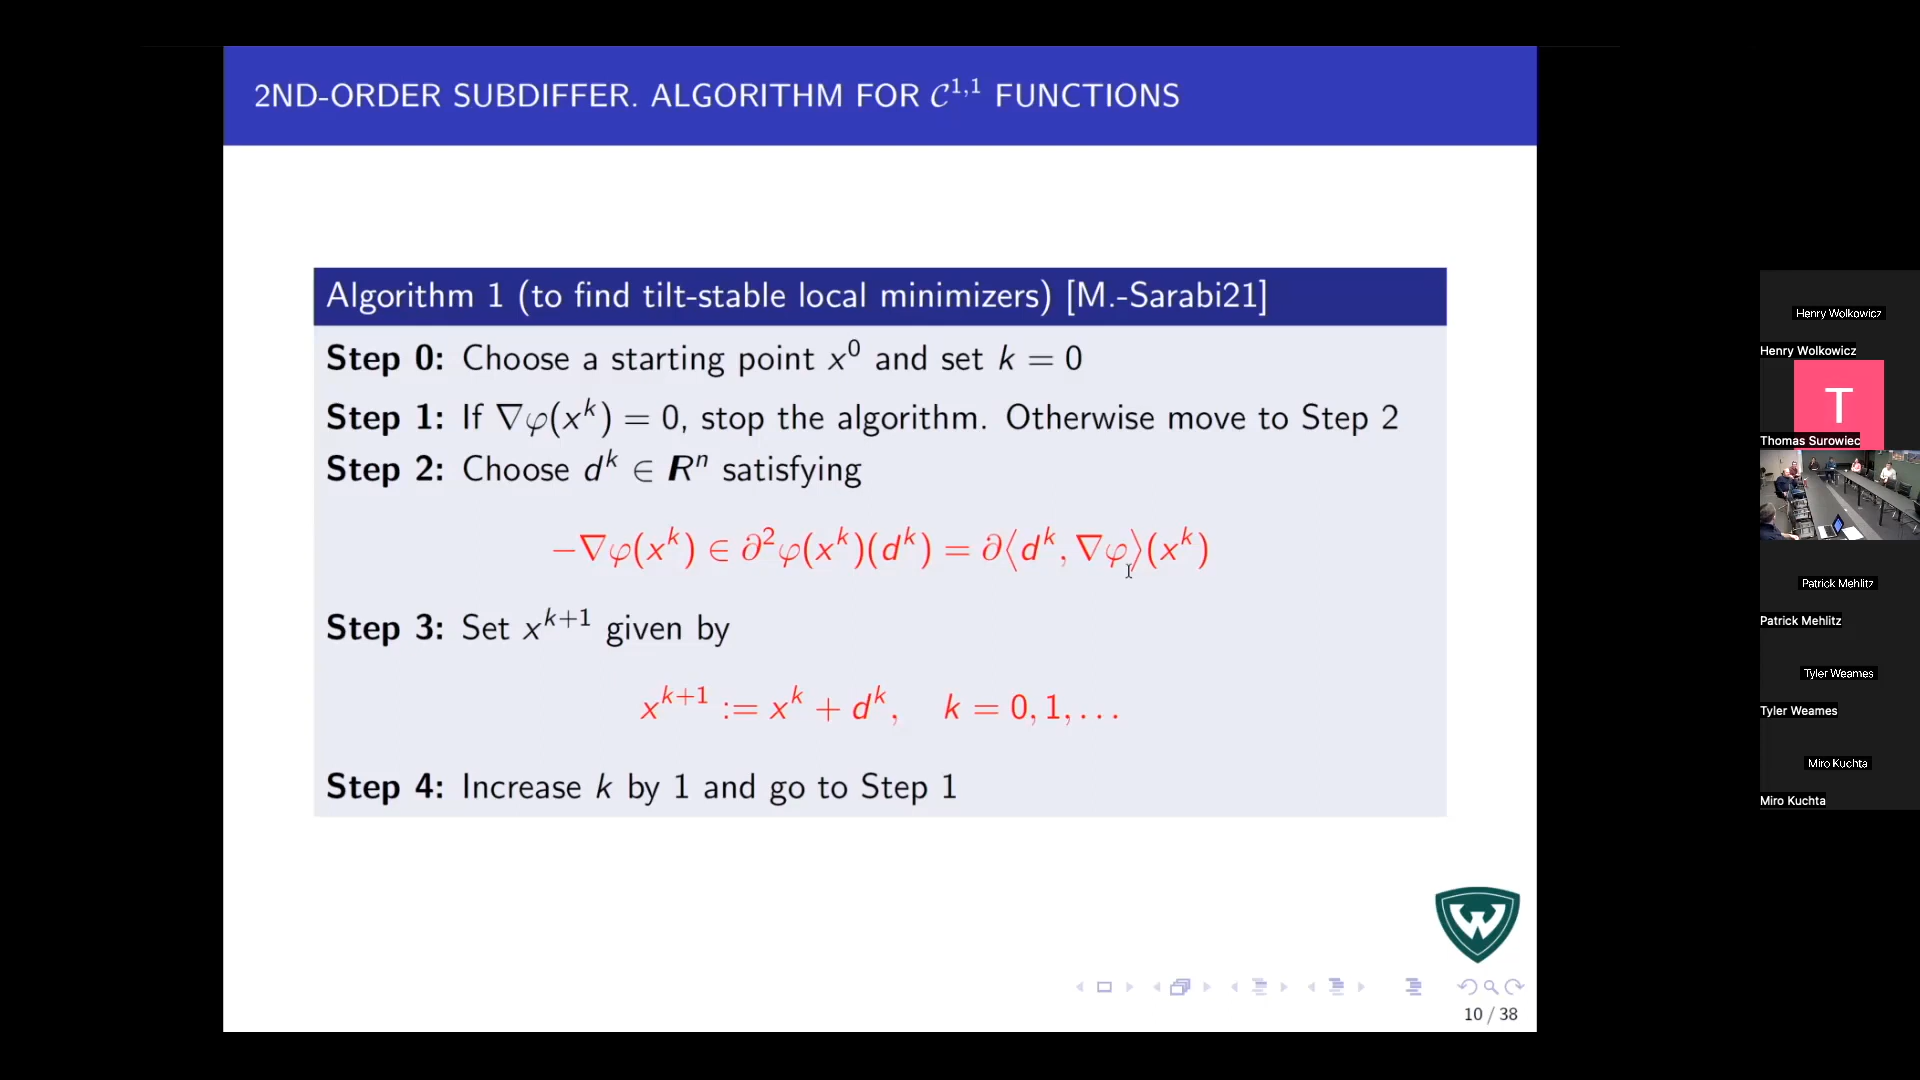 2ND-ORDER SUBDIFFER. ALGORITHM FOR 𝒞^{1,1} FUNCTIONS
Algorithm 1 (to find tilt-stable local minimizers) [M.-Sarabi21]
Step 0: Choose a starting point x^0 and set k = 0
Step 1: If ∇φ(x^k) = 0, stop the algorithm. Otherwise move to Step 2
Step 2: Choose d^k ∈ R^n satisfying
−∇φ(x^k) ∈ ∂²φ(x^k)(d^k) = ∂⟨d^k, ∇φ⟩(x^k)
Step 3: Set x^{k+1} given by
x^{k+1} := x^k + d^k, k = 0, 1, . . .
Step 4: Increase k by 1 and go to Step 1
W
10 / 38
Henry Wolkowicz
Henry Wolkowicz
T
Thomas Surowiec
Patrick Mehlitz
Patrick Mehlitz
Tyler Weames
Tyler Weames
Miro Kuchta
Miro Kuchta